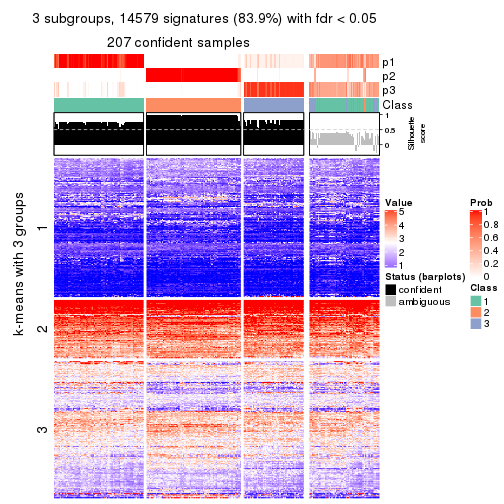 3 subgroups, 14579 signatures (83.9%) with fdr < 0.05
207 confident samples
p1
p2
p3
Class
1
0.5
0
Silhouette
score
k-means with 3 groups
1
2
3
Value
5
4
3
2
1
Status (barplots)
confident
ambiguous
Prob
1
0.8
0.6
0.4
0.2
0
Class
1
2
3